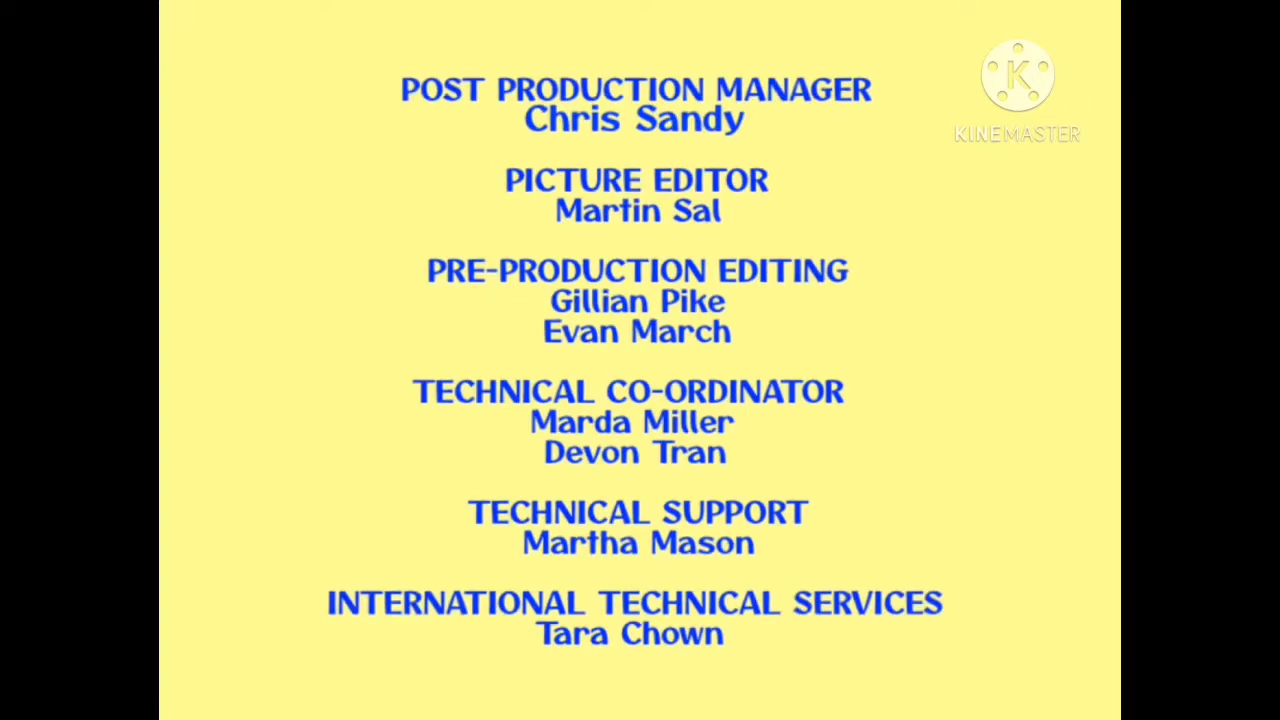 POST PRODUCTION MANAGER
Chris Sandy
PICTURE EDITOR
Martin Sal
PRE-PRODUCTION EDITING
Gillian Pike
Evan March
TECHNICAL CO-ORDINATOR
Marda Miller
Devon Tran
TECHNICAL SUPPORT
Martha Mason
INTERNATIONAL TECHNICAL SERVICES
Tara Chown
K
KINEMASTER